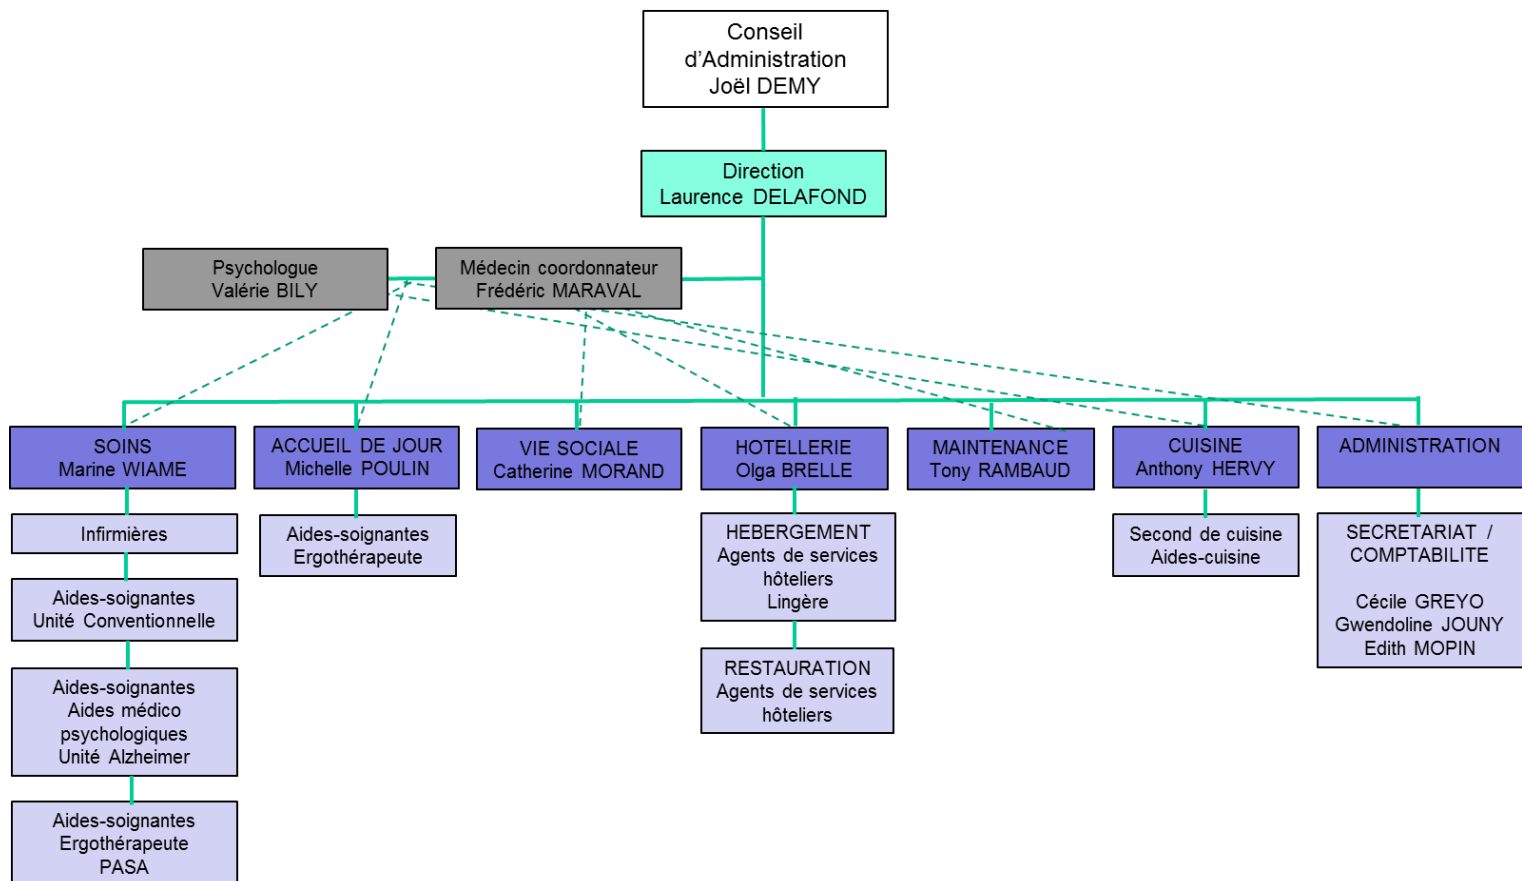 Conseil
d'Administration
Joël DEMY
Direction
Laurence DELAFOND
Psychologue
Valérie BILY
Médecin coordonnateur
Frédéric MARAVAL
SOINS
Marine WIAME
ACCUEIL DE JOUR
Michelle POULIN
VIE SOCIALE
Catherine MORAND
HOTELLERIE
Olga BRELLE
MAINTENANCE
Tony RAMBAUD
CUISINE
Anthony HERVY
ADMINISTRATION
Infirmières
Aides-soignantes
Unité Conventionnelle
Aides-soignantes
Aides médico
psychologiques
Unité Alzheimer
Aides-soignantes
Ergothérapeute
PASA
Aides-soignantes
Ergothérapeute
HEBERGEMENT
Agents de services
hôteliers
Lingère
RESTAURATION
Agents de services
hôteliers
Second de cuisine
Aides-cuisine
SECRETARIAT /
COMPTABILITE
Cécile GREYO
Gwendoline JOUNY
Edith MOPIN